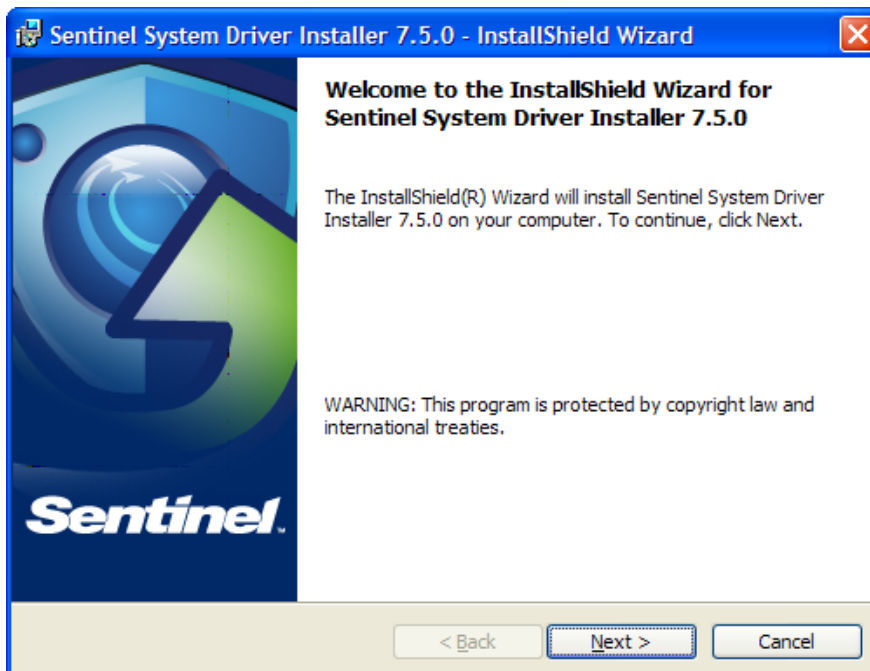 Sentinel System Driver Installer 7.5.0 - InstallShield Wizard
Welcome to the InstallShield Wizard for
Sentinel System Driver Installer 7.5.0
The InstallShield(R) Wizard will install Sentinel System Driver
Installer 7.5.0 on your computer. To continue, click Next.
WARNING: This program is protected by copyright law and
international treaties.
Sentinel™
< Back
Next >
Cancel